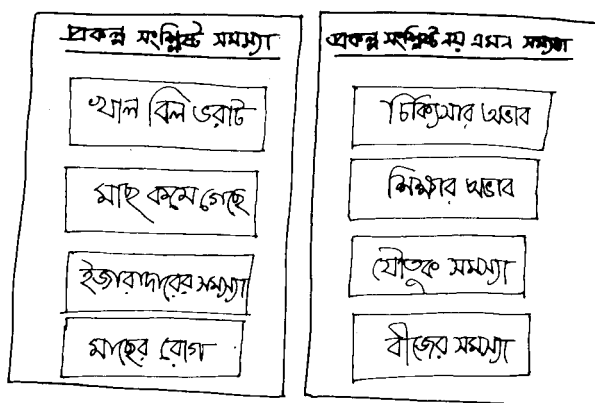 প্রকল্প সংশ্লিষ্ট সমস্যা
খাল বিল ভরাট
মাছ কমে গেছে
ইজারাদারের সমস্যা
মাছের রোগ
প্রকল্প সংশ্লিষ্ট নয় এমন সমস্যা
চিকিৎসার অভাব
শিক্ষার অভাব
যৌতুক সমস্যা
বীজের সমস্যা